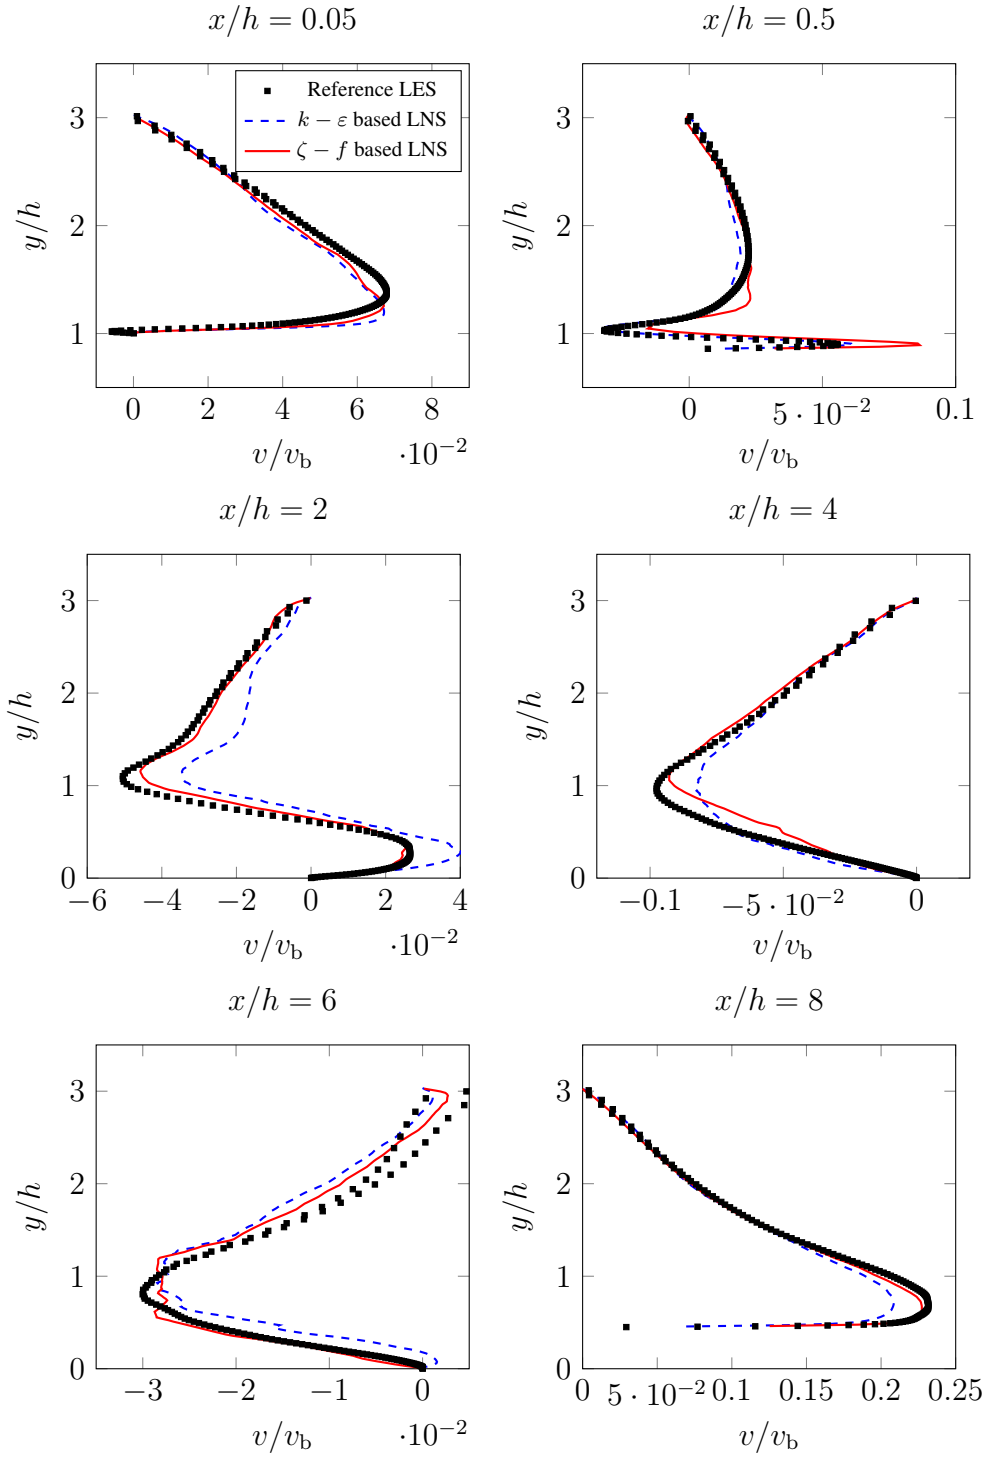 x/h = 0.05
Reference LES
k − ε based LNS
ζ − f based LNS
3
2
1
y/h
0 2 4 6 8
v/v_b
·10^−2
x/h = 0.5
3
2
1
y/h
0 5 · 10^−2 0.1
v/v_b
x/h = 2
3
2
1
0
y/h
−6 −4 −2 0 2 4
v/v_b
·10^−2
x/h = 4
3
2
1
0
y/h
−0.1 −5 · 10^−2 0
v/v_b
x/h = 6
3
2
1
0
y/h
−3 −2 −1 0
v/v_b
·10^−2
x/h = 8
3
2
1
0
y/h
0 5 · 10^−2 0.1 0.15 0.2 0.25
v/v_b